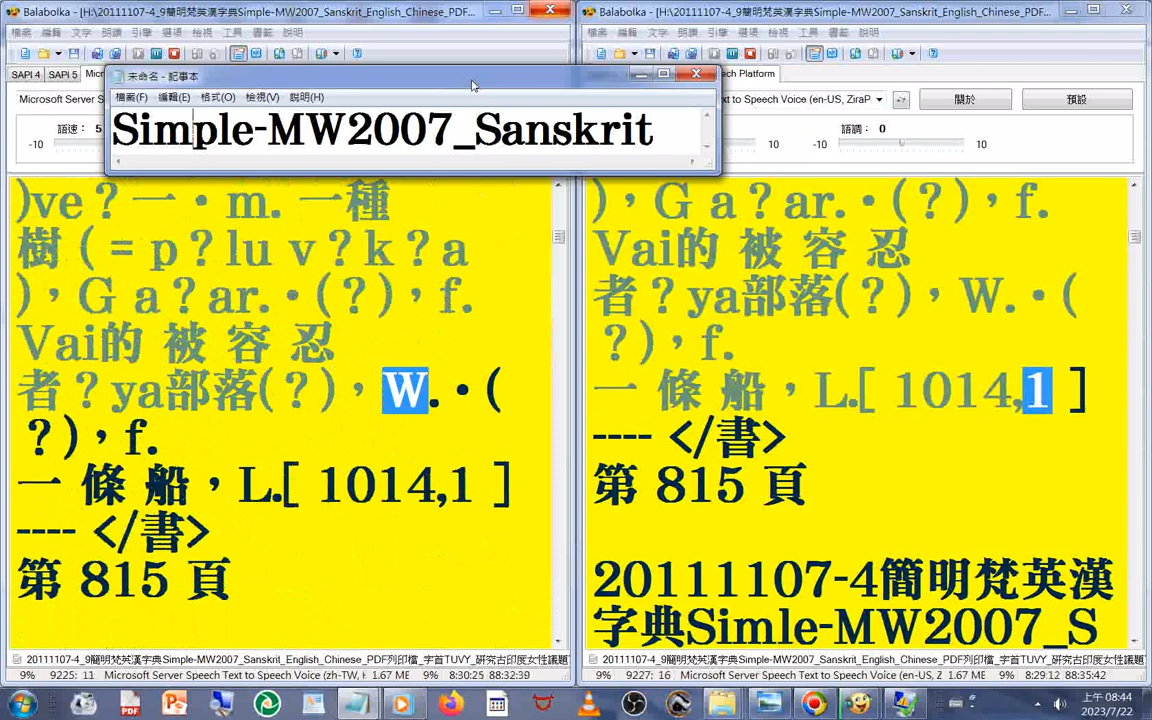 Balabolka - [H:\20111107-4_9簡明梵英漢字典Simple-MW2007_Sanskrit_English_Chinese_PDF...
檔案 編輯 文字 朗讀 引擎 選項 檢視 工具 書籤 說明
SAPI 4 SAPI 5
Microsoft Server S
語速： 5
-10
)ve？一‧m. 一種
樹 ( = p？lu v？k？a
)，G a？ar.‧(？)，f.
Vai的 被 容 忍
者？ya部落(？)，W.‧(
？)，f.
一 條 船，L.[ 1014,1 ]
---- </書>
第 815 頁
20111107-4_9簡明梵英漢字典Simple-MW2007_Sanskrit_English_Chinese_PDF列印檔_字首TUVY_研究古印度女性議題
9% 9225: 11 Microsoft Server Speech Text to Speech Voice (zh-TW, 1.67 MB 9% 8:30:25 88:32:39
未命名 - 記事本
檔案(F) 編輯(E) 格式(O) 檢視(V) 說明(H)
Simple-MW2007_Sanskrit
Balabolka - [H:\20111107-4_9簡明梵英漢字典Simple-MW2007_Sanskrit_English_Chinese_PDF...
檔案 編輯 文字 朗讀 引擎 選項 檢視 工具 書籤 說明
ech Platform
xt to Speech Voice (en-US, ZiraP
關於
預設
語調： 0
10 -10 10
)，G a？ar.‧(？)，f.
Vai的 被 容 忍
者？ya部落(？)，W.‧(
？)，f.
一 條 船，L.[ 1014,1 ]
---- </書>
第 815 頁
20111107-4簡明梵英漢
字典Simle-MW2007_S
20111107-4_9簡明梵英漢字典Simple-MW2007_Sanskrit_English_Chinese_PDF列印檔_字首TUVY_研究古印度女性議題
9% 9227: 16 Microsoft Server Speech Text to Speech Voice (en-US, 1.67 MB 9% 8:29:12 88:35:42
上午 08:44
2023/7/22